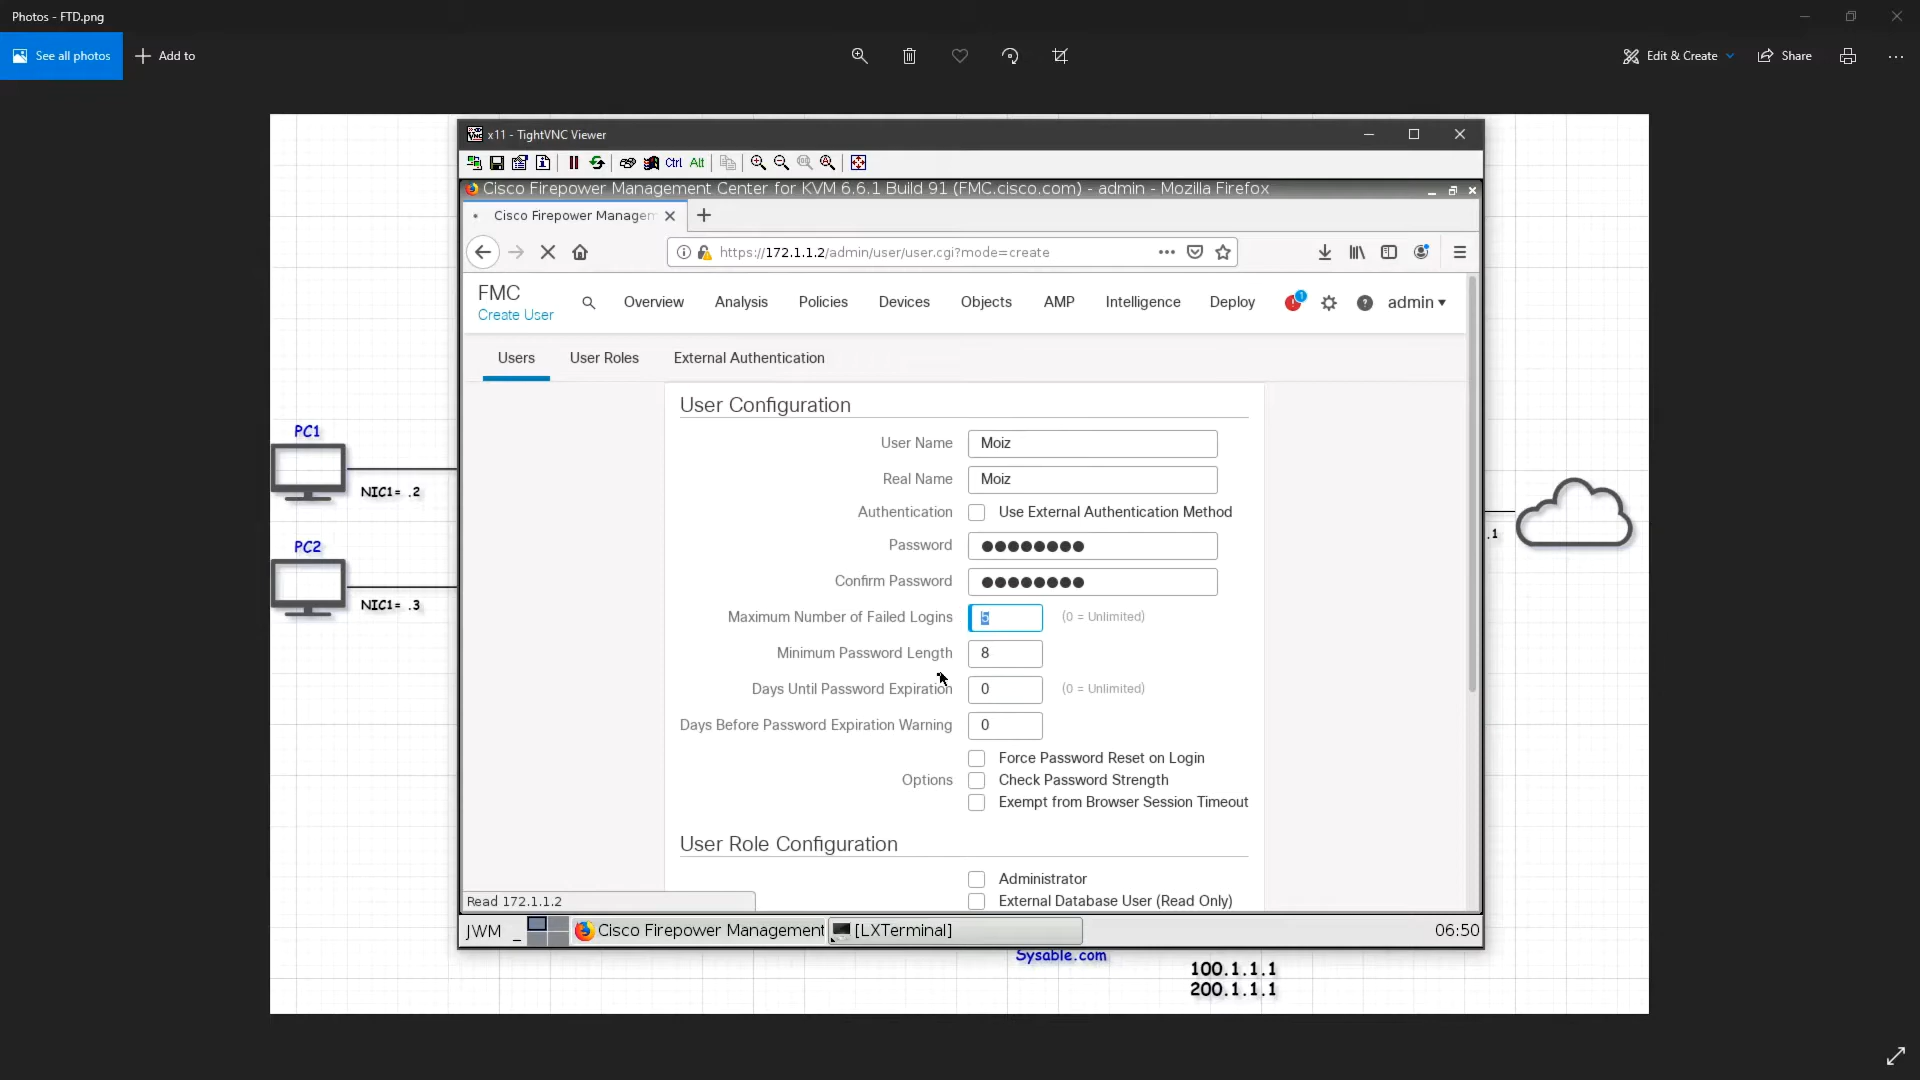 Photos - FTD.png
See all photos
Add to
Edit & Create
Share
x11 - TightVNC Viewer
Ctrl Alt
Cisco Firepower Management Center for KVM 6.6.1 Build 91 (FMC.cisco.com) - admin - Mozilla Firefox
Cisco Firepower Managem
https://172.1.1.2/admin/user/user.cgi?mode=create
FMC
Create User
Overview
Analysis
Policies
Devices
Objects
AMP
Intelligence
Deploy
1
admin
Users
User Roles
External Authentication
User Configuration
User Name Moiz
Real Name Moiz
Authentication Use External Authentication Method
Password
Confirm Password
Maximum Number of Failed Logins 5 (0 = Unlimited)
Minimum Password Length 8
Days Until Password Expiration 0 (0 = Unlimited)
Days Before Password Expiration Warning 0
Force Password Reset on Login
Options Check Password Strength
Exempt from Browser Session Timeout
User Role Configuration
Administrator
External Database User (Read Only)
Read 172.1.1.2
JWM
Cisco Firepower Management
[LXTerminal]
06:50
PC1
NIC1= .2
PC2
NIC1= .3
.1
Sysable.com
100.1.1.1
200.1.1.1